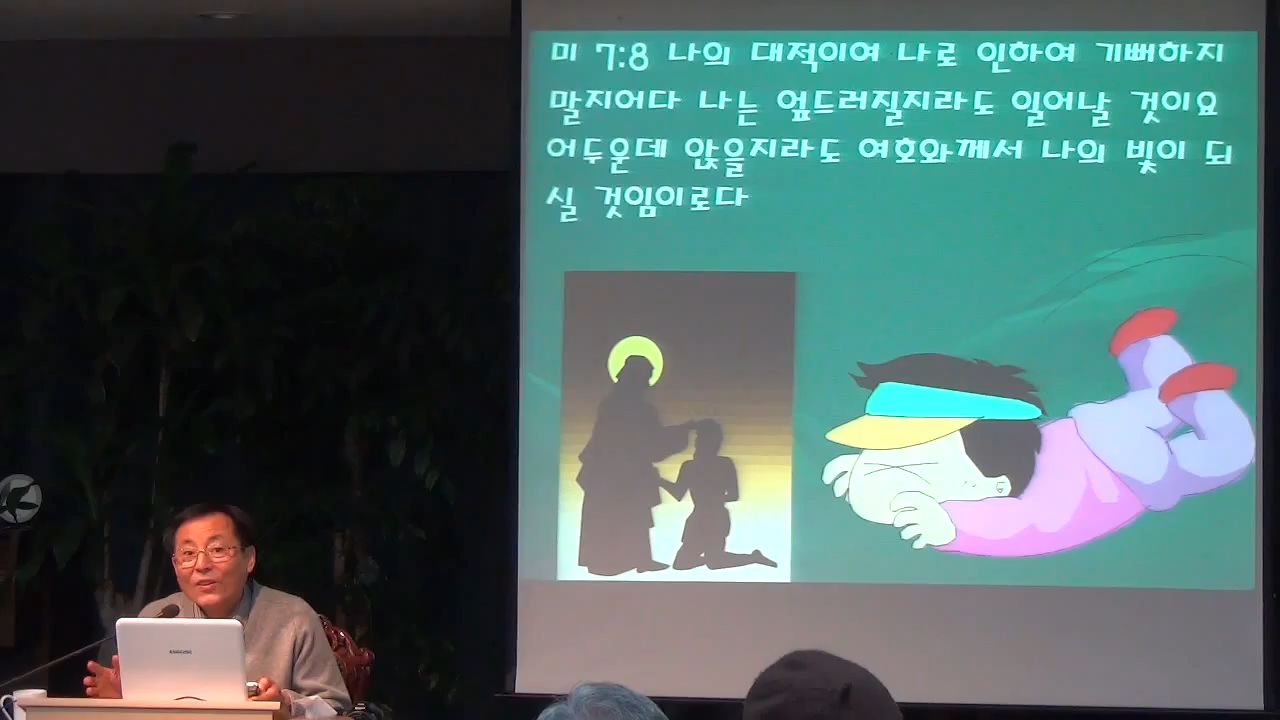 미 7:8 나의 대적이여 나로 인하여 기뻐하지
말지어다 나는 엎드러질지라도 일어날 것이요
어두운데 앉을지라도 여호와께서 나의 빛이 되
실 것임이로다
SAMSUNG